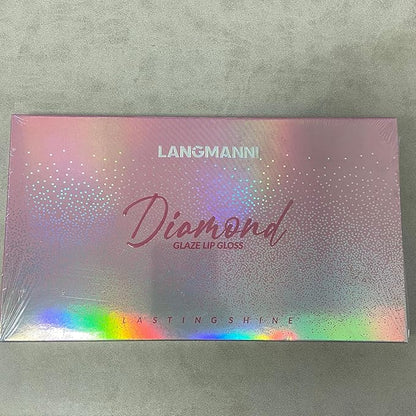 LANGMANNI
Diamond
GLAZE LIP GLOSS
LASTINGSHINE